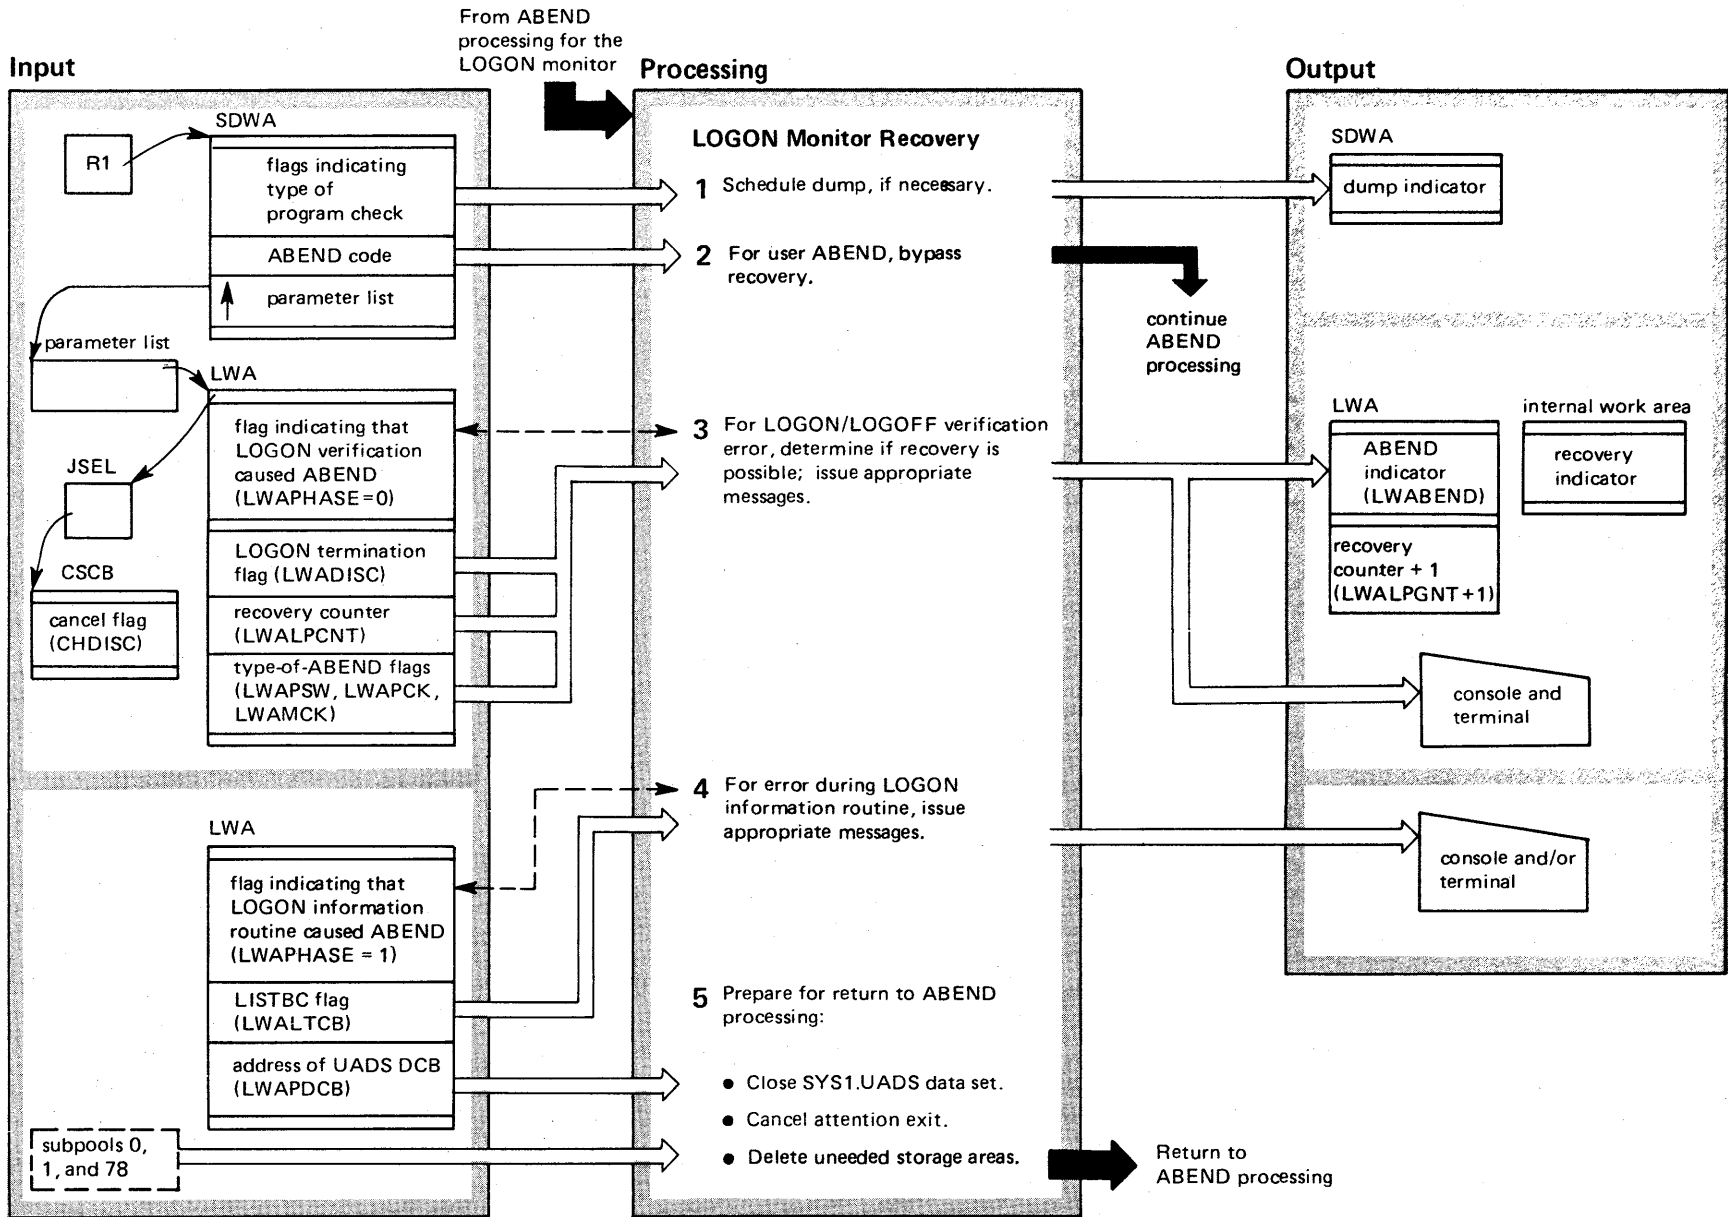 From ABEND
processing for the
LOGON monitor
Input
Processing
Output
R1
SDWA
flags indicating
type of
program check
ABEND code
parameter list
parameter list
LWA
flag indicating that
LOGON verification
caused ABEND
(LWAPHASE=0)
JSEL
LOGON termination
flag (LWADISC)
CSCB
cancel flag
(CHDISC)
recovery counter
(LWALPCNT)
type-of-ABEND flags
(LWAPSW, LWAPCK,
LWAMCK)
LWA
flag indicating that
LOGON information
routine caused ABEND
(LWAPHASE = 1)
LISTBC flag
(LWALTCB)
address of UADS DCB
(LWAPDCB)
subpools 0,
1, and 78
LOGON Monitor Recovery
1 Schedule dump, if necessary.
2 For user ABEND, bypass
recovery.
3 For LOGON/LOGOFF verification
error, determine if recovery is
possible; issue appropriate
messages.
4 For error during LOGON
information routine, issue
appropriate messages.
5 Prepare for return to ABEND
processing:
• Close SYS1.UADS data set.
• Cancel attention exit.
• Delete uneeded storage areas.
continue
ABEND
processing
Return to
ABEND processing
SDWA
dump indicator
LWA
ABEND
indicator
(LWABEND)
recovery
counter + 1
(LWALPGNT+1)
internal work area
recovery
indicator
console and
terminal
console and/or
terminal